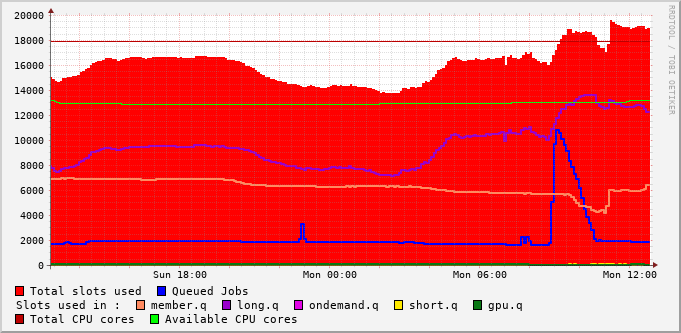 20000
18000
16000
14000
12000
10000
8000
6000
4000
2000
0
Sun 18:00 Mon 00:00 Mon 06:00 Mon 12:00
RRDTOOL / TOBI OETIKER
Total slots used Queued Jobs
Slots used in : member.q long.q ondemand.q short.q gpu.q
Total CPU cores Available CPU cores